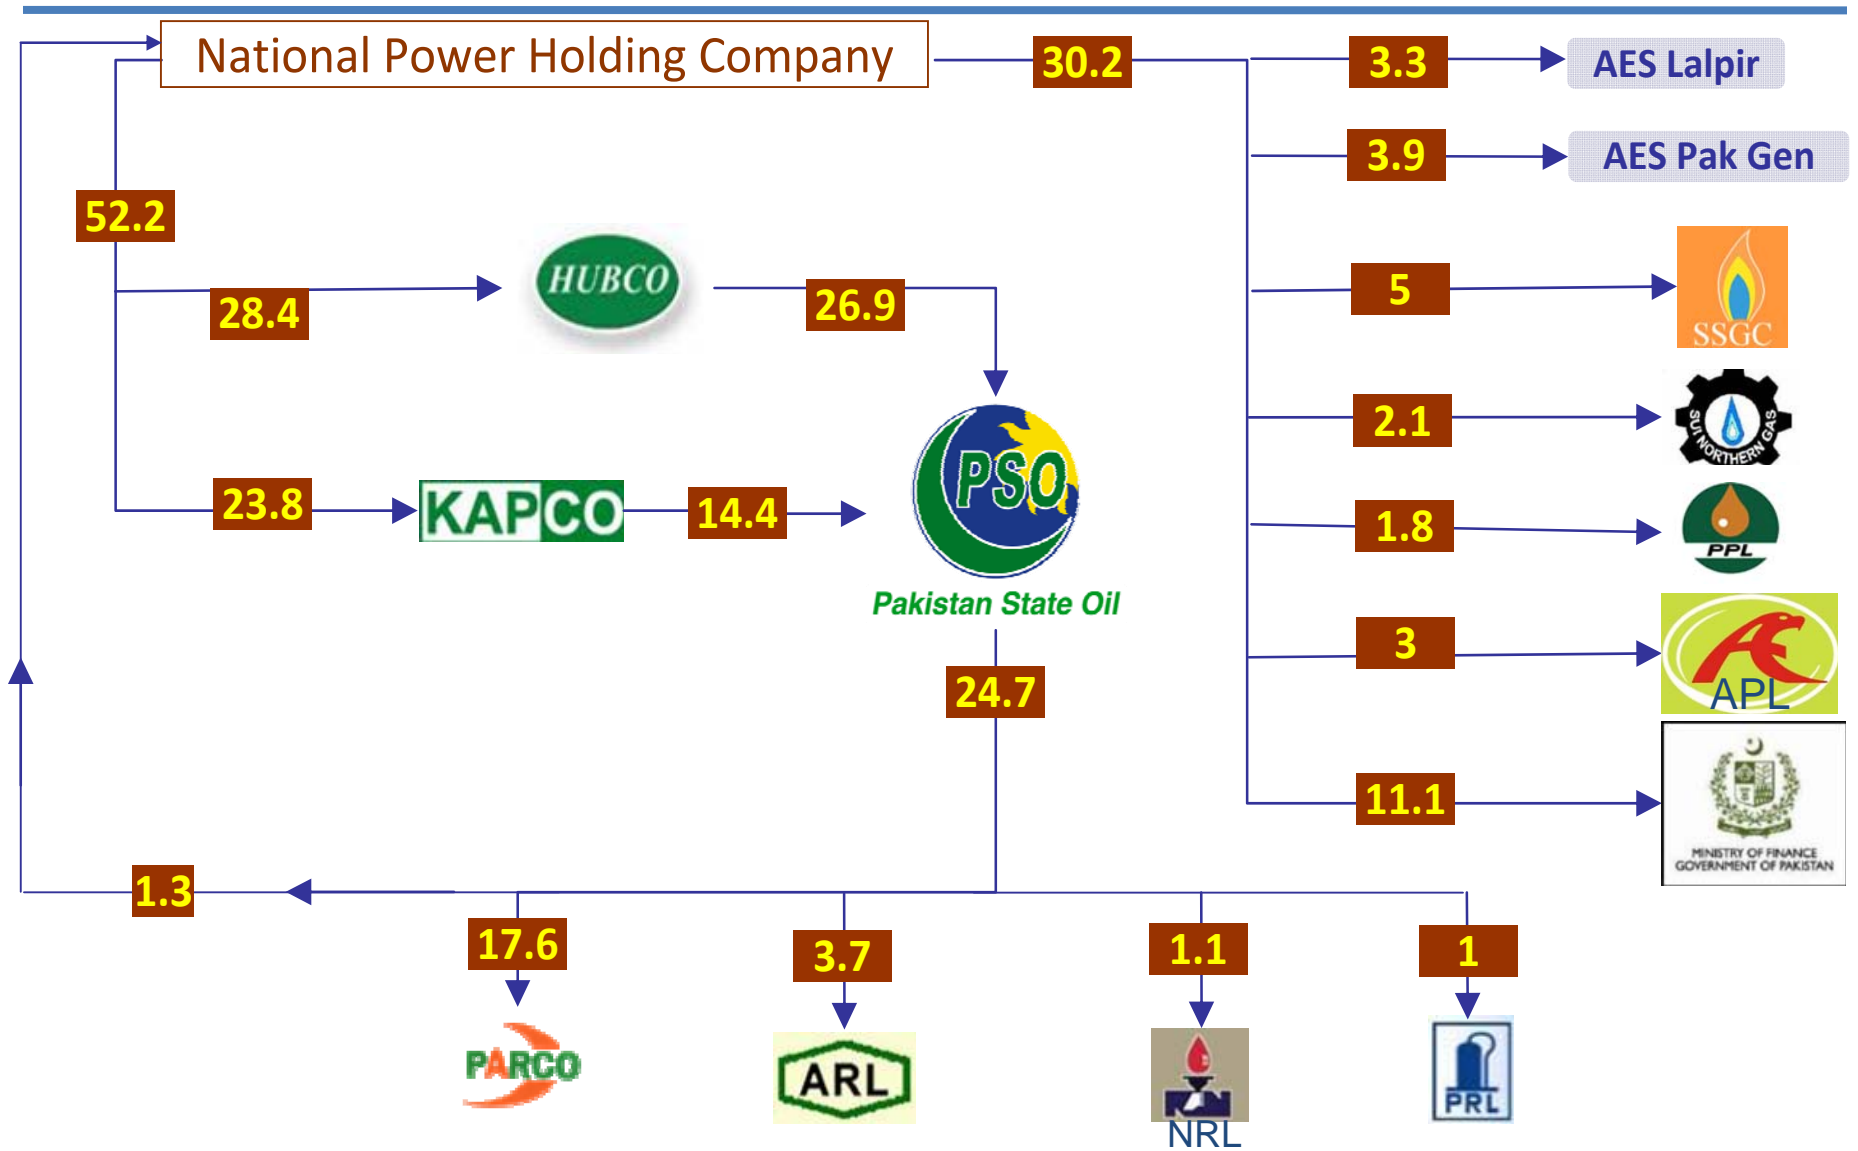 National Power Holding Company
30.2
3.3
AES Lalpir
3.9
AES Pak Gen
52.2
28.4
HUBCO
26.9
5
SSGC
2.1
SUI NORTHERN GAS
23.8
KAPCO
14.4
PSO
Pakistan State Oil
1.8
PPL
3
APL
24.7
11.1
MINISTRY OF FINANCE
GOVERNMENT OF PAKISTAN
1.3
17.6
3.7
1.1
1
PARCO
ARL
NRL
PRL